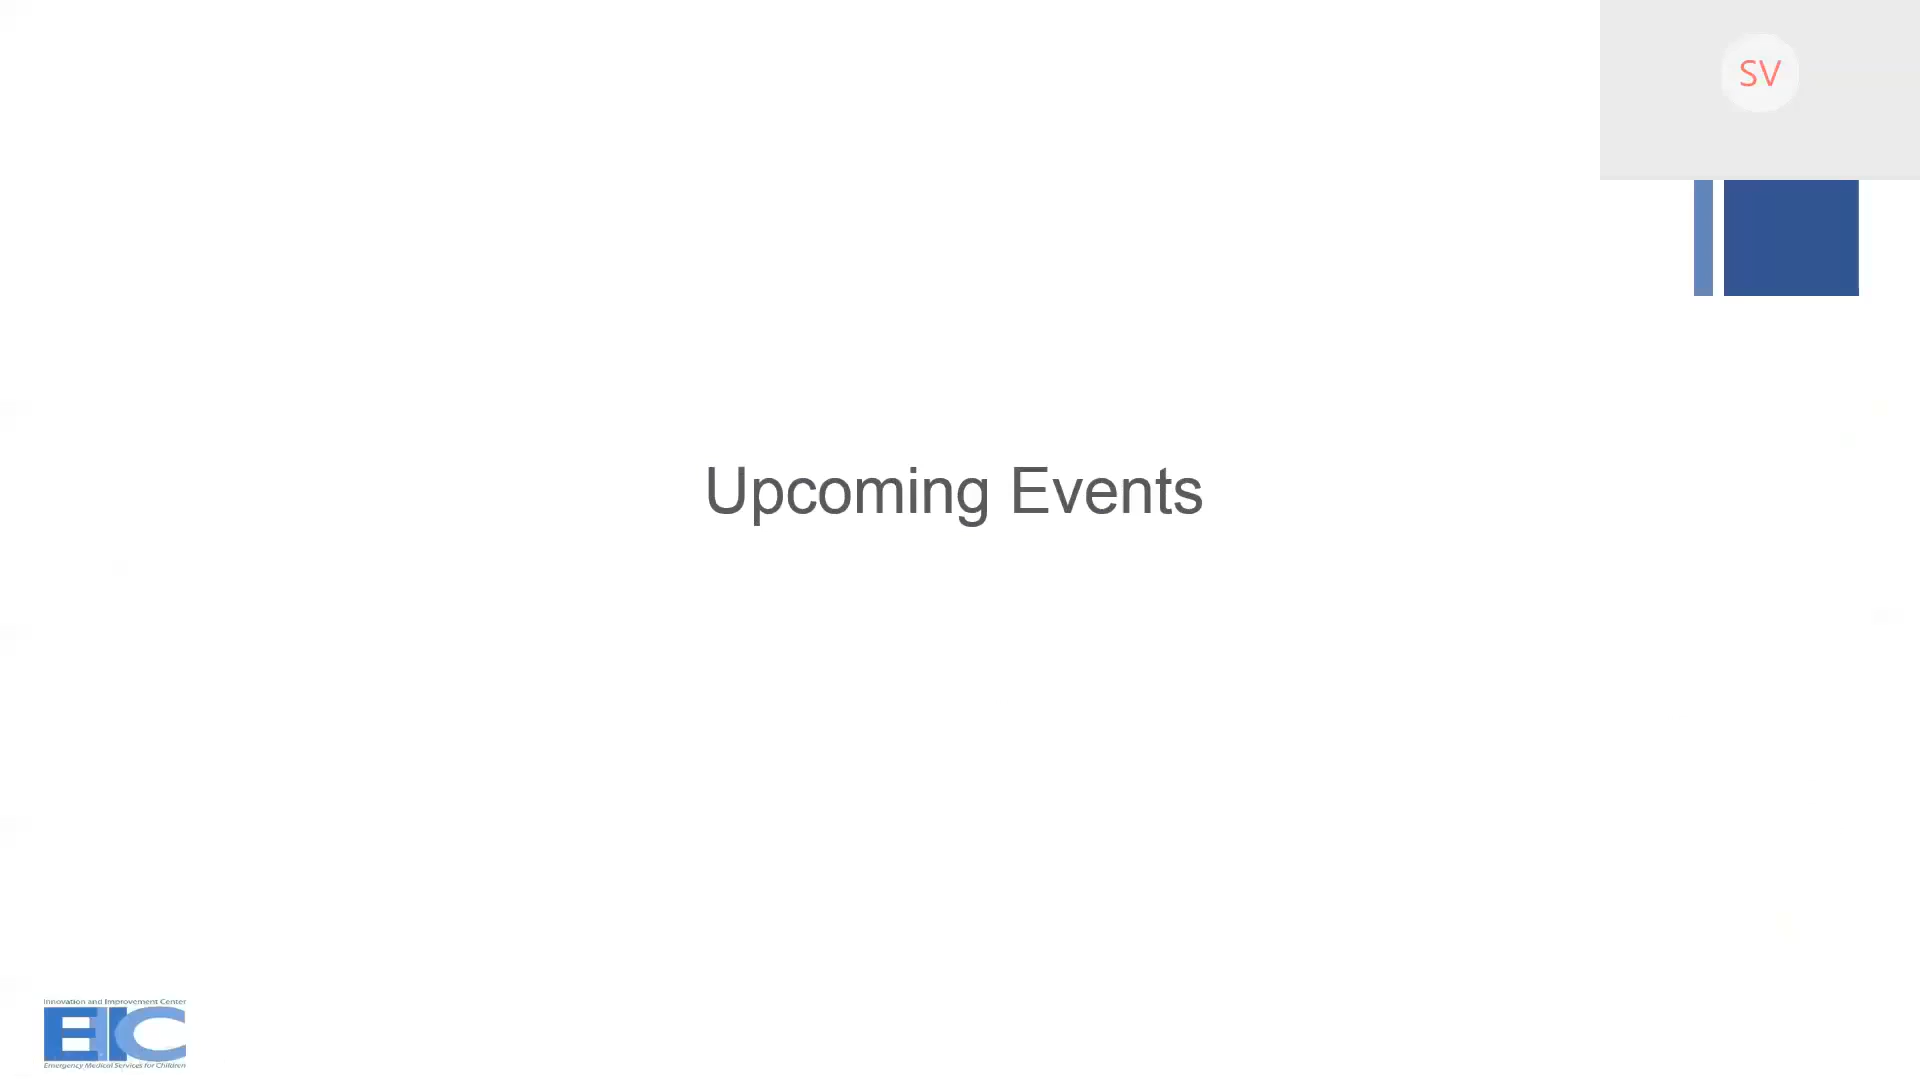 SV
Upcoming Events
Innovation and Improvement Center
EIIC
Emergency Medical Services for Children